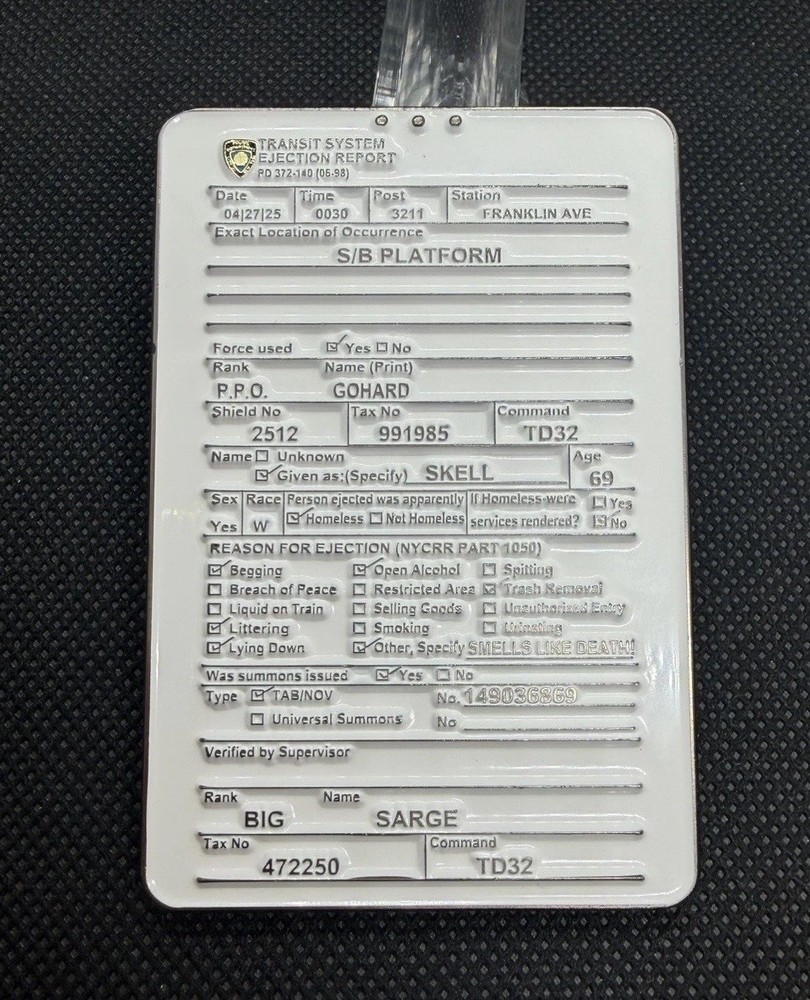 TRANSIT SYSTEM
EJECTION REPORT
PD 372-140 (05-98)
Date Time Post Station
04|27|25 0030 3211 FRANKLIN AVE
Exact Location of Occurrence
S/B PLATFORM
Force used ☑ Yes ☐ No
Rank Name (Print)
P.P.O. GOHARD
Shield No Tax No Command
2512 991985 TD32
Name ☐ Unknown Age
☑ Given as:(Specify) SKELL 69
Sex Race Person ejected was apparently If Homeless were ☐ Yes
Yes W ☑ Homeless ☐ Not Homeless services rendered? ☑ No
REASON FOR EJECTION (NYCRR PART 1050)
☑ Begging ☑ Open Alcohol ☐ Spitting
☐ Breach of Peace ☐ Restricted Area ☑ Trash Removal
☐ Liquid on Train ☐ Selling Goods ☐ Unauthorized Entry
☑ Littering ☐ Smoking ☐ Urinating
☑ Lying Down ☑ Other, Specify SMELLS LIKE DEATH!
Was summons issued ☑ Yes ☐ No
Type ☑ TAB/NOV No. 149036869
☐ Universal Summons No
Verified by Supervisor
Rank Name
BIG SARGE
Tax No Command
472250 TD32